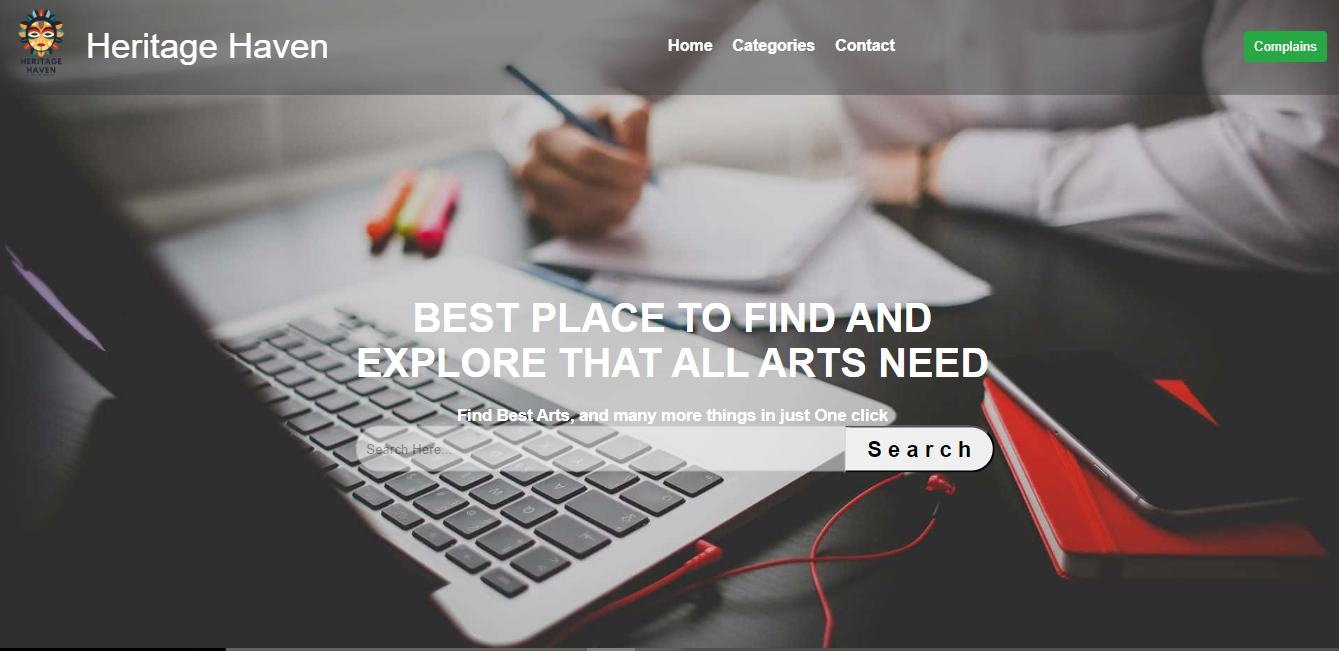 HERITAGE
HAVEN
Heritage Haven
Home Categories Contact
Complains
BEST PLACE TO FIND AND
EXPLORE THAT ALL ARTS NEED
Find Best Arts, and many more things in just One click
Search Here...
Search